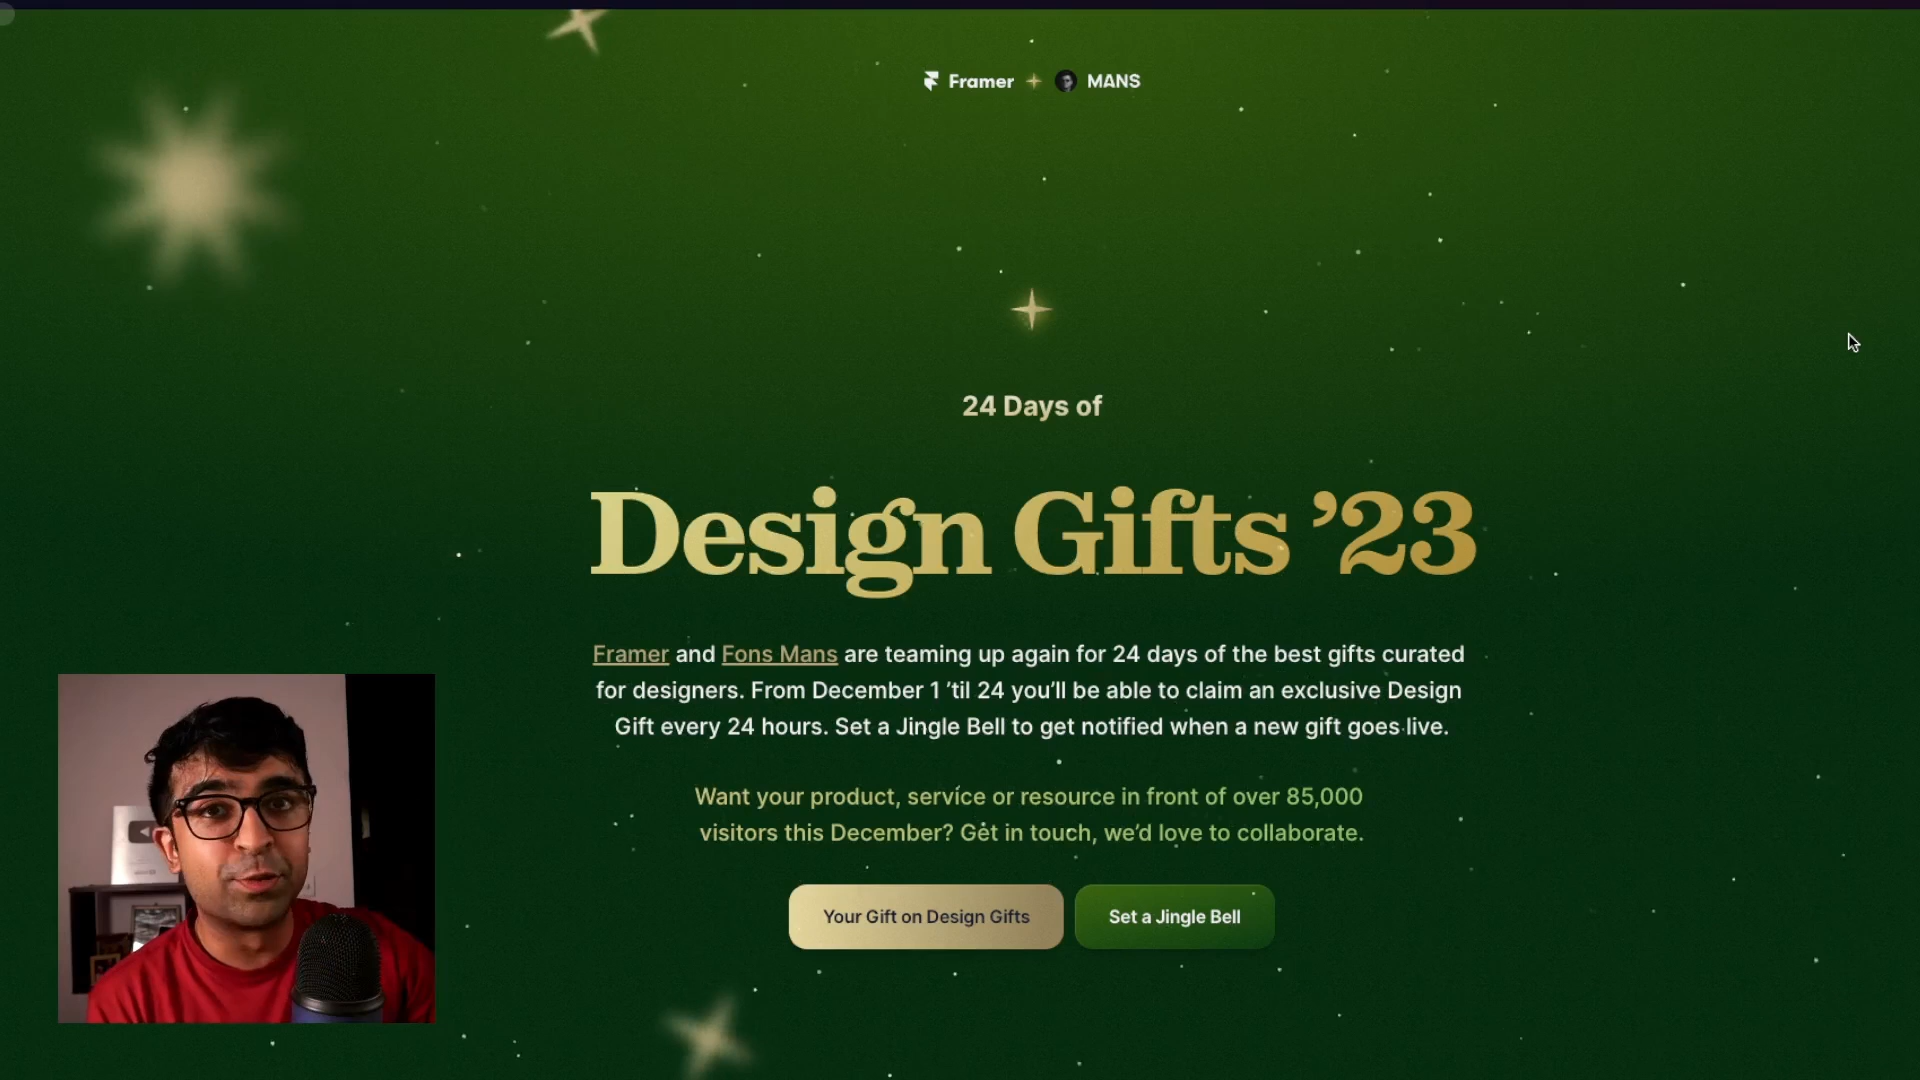 Framer MANS
24 Days of
Design Gifts ’23
Framer and Fons Mans are teaming up again for 24 days of the best gifts curated
for designers. From December 1 ’til 24 you’ll be able to claim an exclusive Design
Gift every 24 hours. Set a Jingle Bell to get notified when a new gift goes live.
Want your product, service or resource in front of over 85,000
visitors this December? Get in touch, we’d love to collaborate.
Your Gift on Design Gifts
Set a Jingle Bell